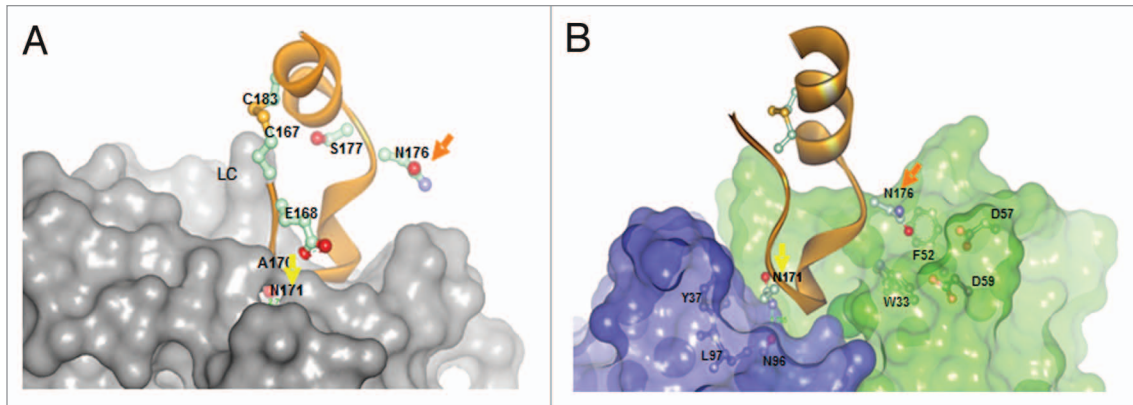 A
C183
C167
LC
S177
N176
E168
A170
N171
B
N176
D57
F52
N171
D59
Y37
W33
L97
N96